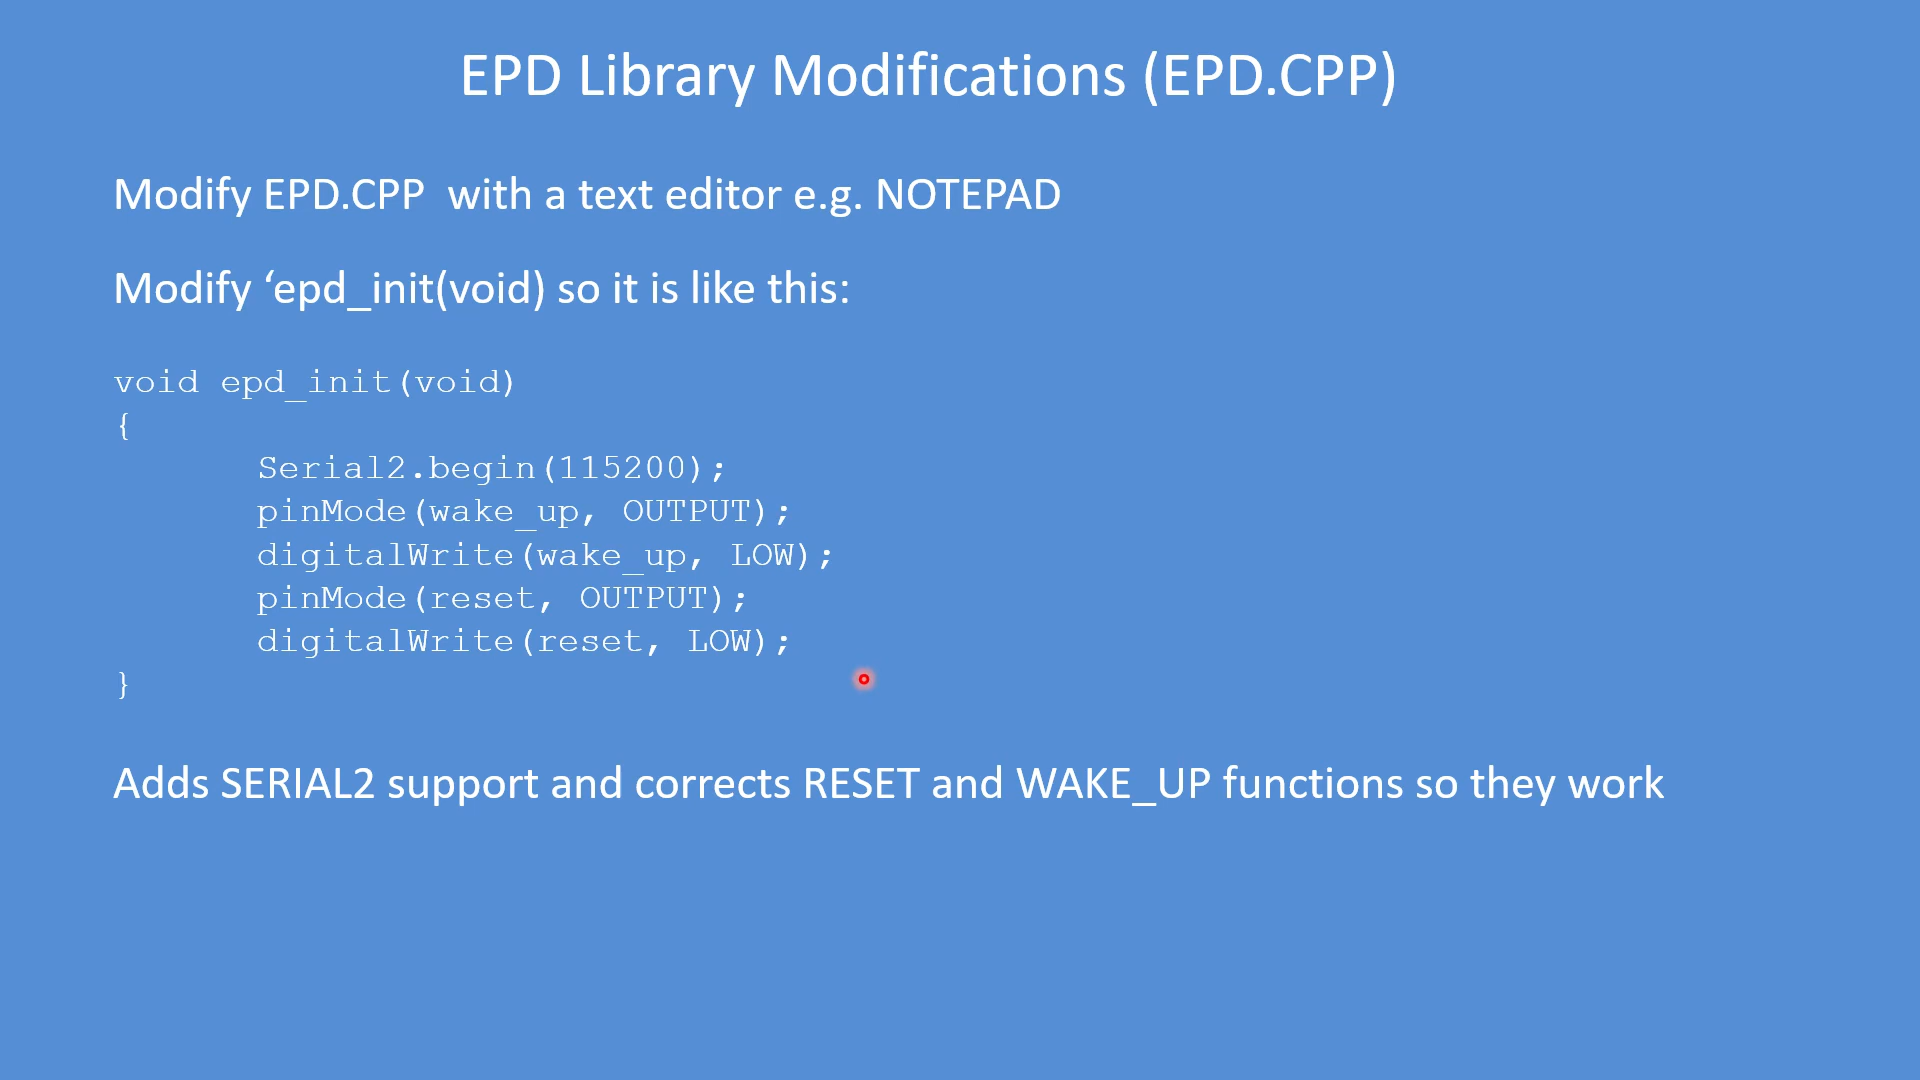 EPD Library Modifications (EPD.CPP)
Modify EPD.CPP  with a text editor e.g. NOTEPAD
Modify ‘epd_init(void) so it is like this:
void epd_init(void)
{
Serial2.begin(115200);
pinMode(wake_up, OUTPUT);
digitalWrite(wake_up, LOW);
pinMode(reset, OUTPUT);
digitalWrite(reset, LOW);
}
Adds SERIAL2 support and corrects RESET and WAKE_UP functions so they work